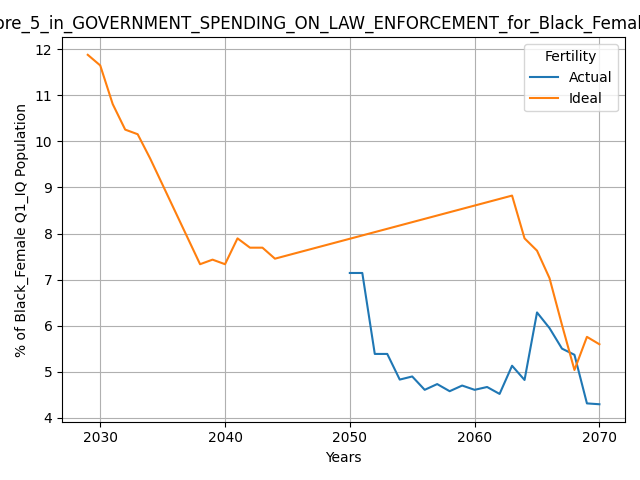 ore_5_in_GOVERNMENT_SPENDING_ON_LAW_ENFORCEMENT_for_Black_Femal
Fertility
Actual
Ideal
12
11
10
9
8
7
6
5
4
% of Black_Female Q1_IQ Population
2030 2040 2050 2060 2070
Years